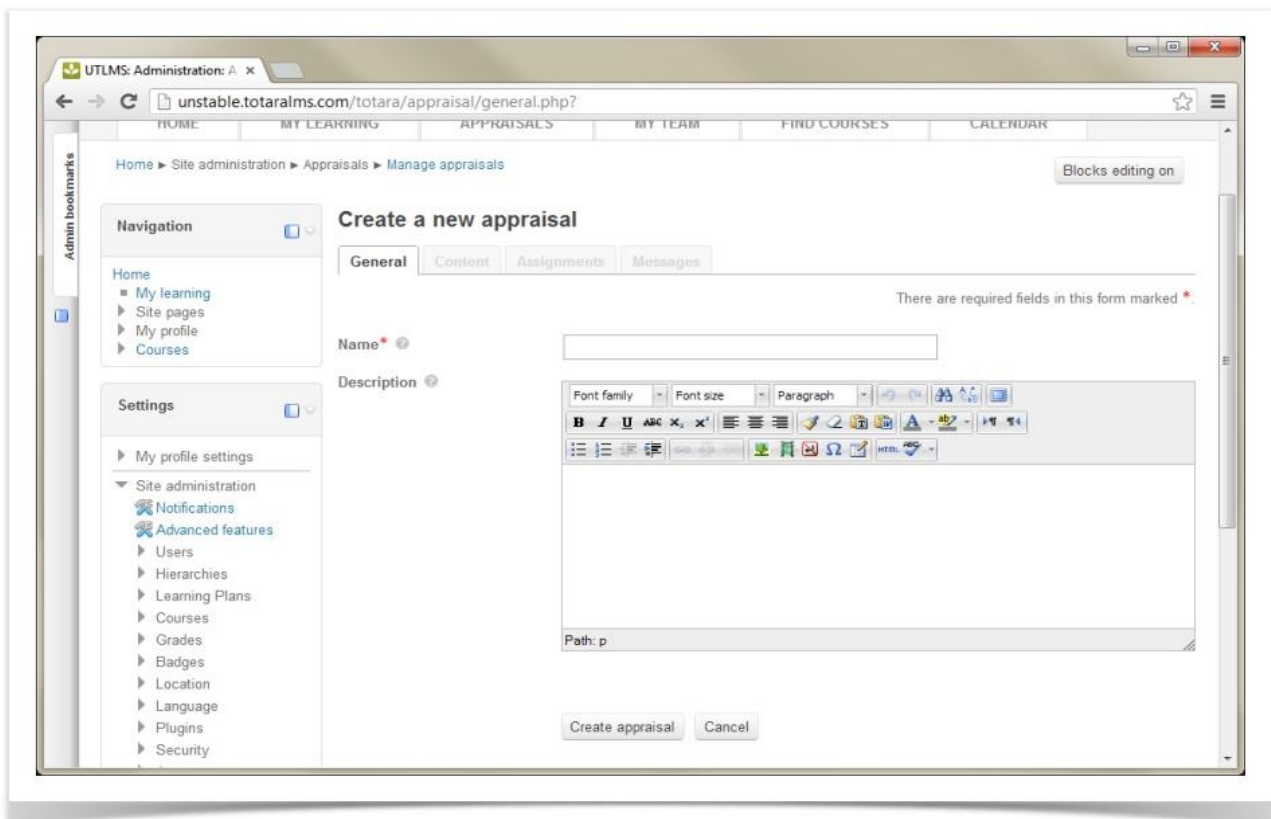 UTLMS: Administration: A
unstable.totaralms.com/totara/appraisal/general.php?
HOME MY LEARNING APPRAISALS MY TEAM FIND COURSES CALENDAR
Admin bookmarks
Home ► Site administration ► Appraisals ► Manage appraisals
Blocks editing on
Navigation
Home
My learning
Site pages
My profile
Courses
Settings
My profile settings
Site administration
Notifications
Advanced features
Users
Hierarchies
Learning Plans
Courses
Grades
Badges
Location
Language
Plugins
Security
Create a new appraisal
General Content Assignments Messages
There are required fields in this form marked *.
Name*
Description
Font family Font size Paragraph
B I U ABC X₂ X²
HTML
Path: p
Create appraisal Cancel